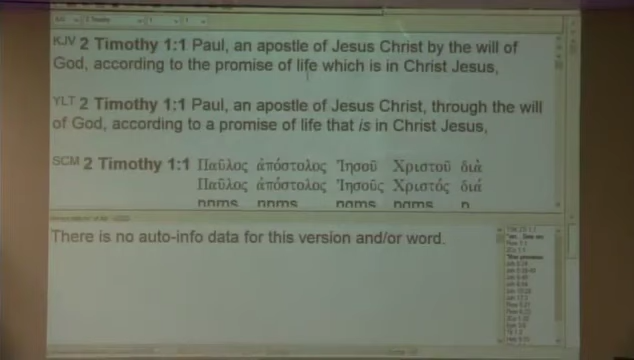 2 Timothy
KJV 2 Timothy 1:1 Paul, an apostle of Jesus Christ by the will of
God, according to the promise of life which is in Christ Jesus,
YLT 2 Timothy 1:1 Paul, an apostle of Jesus Christ, through the will
of God, according to a promise of life that is in Christ Jesus,
SCM 2 Timothy 1:1 Παῦλος ἀπόστολος Ἰησοῦ Χριστοῦ διὰ
Παῦλος ἀπόστολος Ἰησοῦς Χριστός διά
There is no auto-info data for this version and/or word.